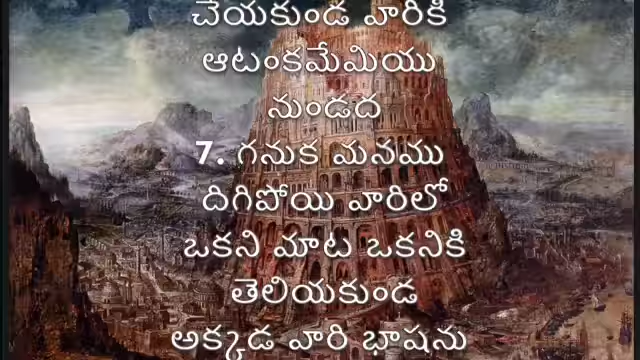 చేయకుండ వారికి
ఆటంకమేమియు
నుండద
7. గనుక మనము
దిగిపోయి వారిలో
ఒకని మాట ఒకనికి
తెలియకుండ
అక్కడ వారి భాషను